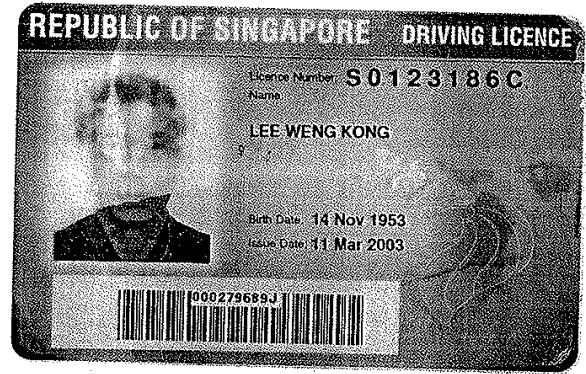 REPUBLIC OF SINGAPORE DRIVING LICENCE
Licence Number: S0123186C
Name
LEE WENG KONG
Birth Date: 14 Nov 1953
Issue Date: 11 Mar 2003
000279689J